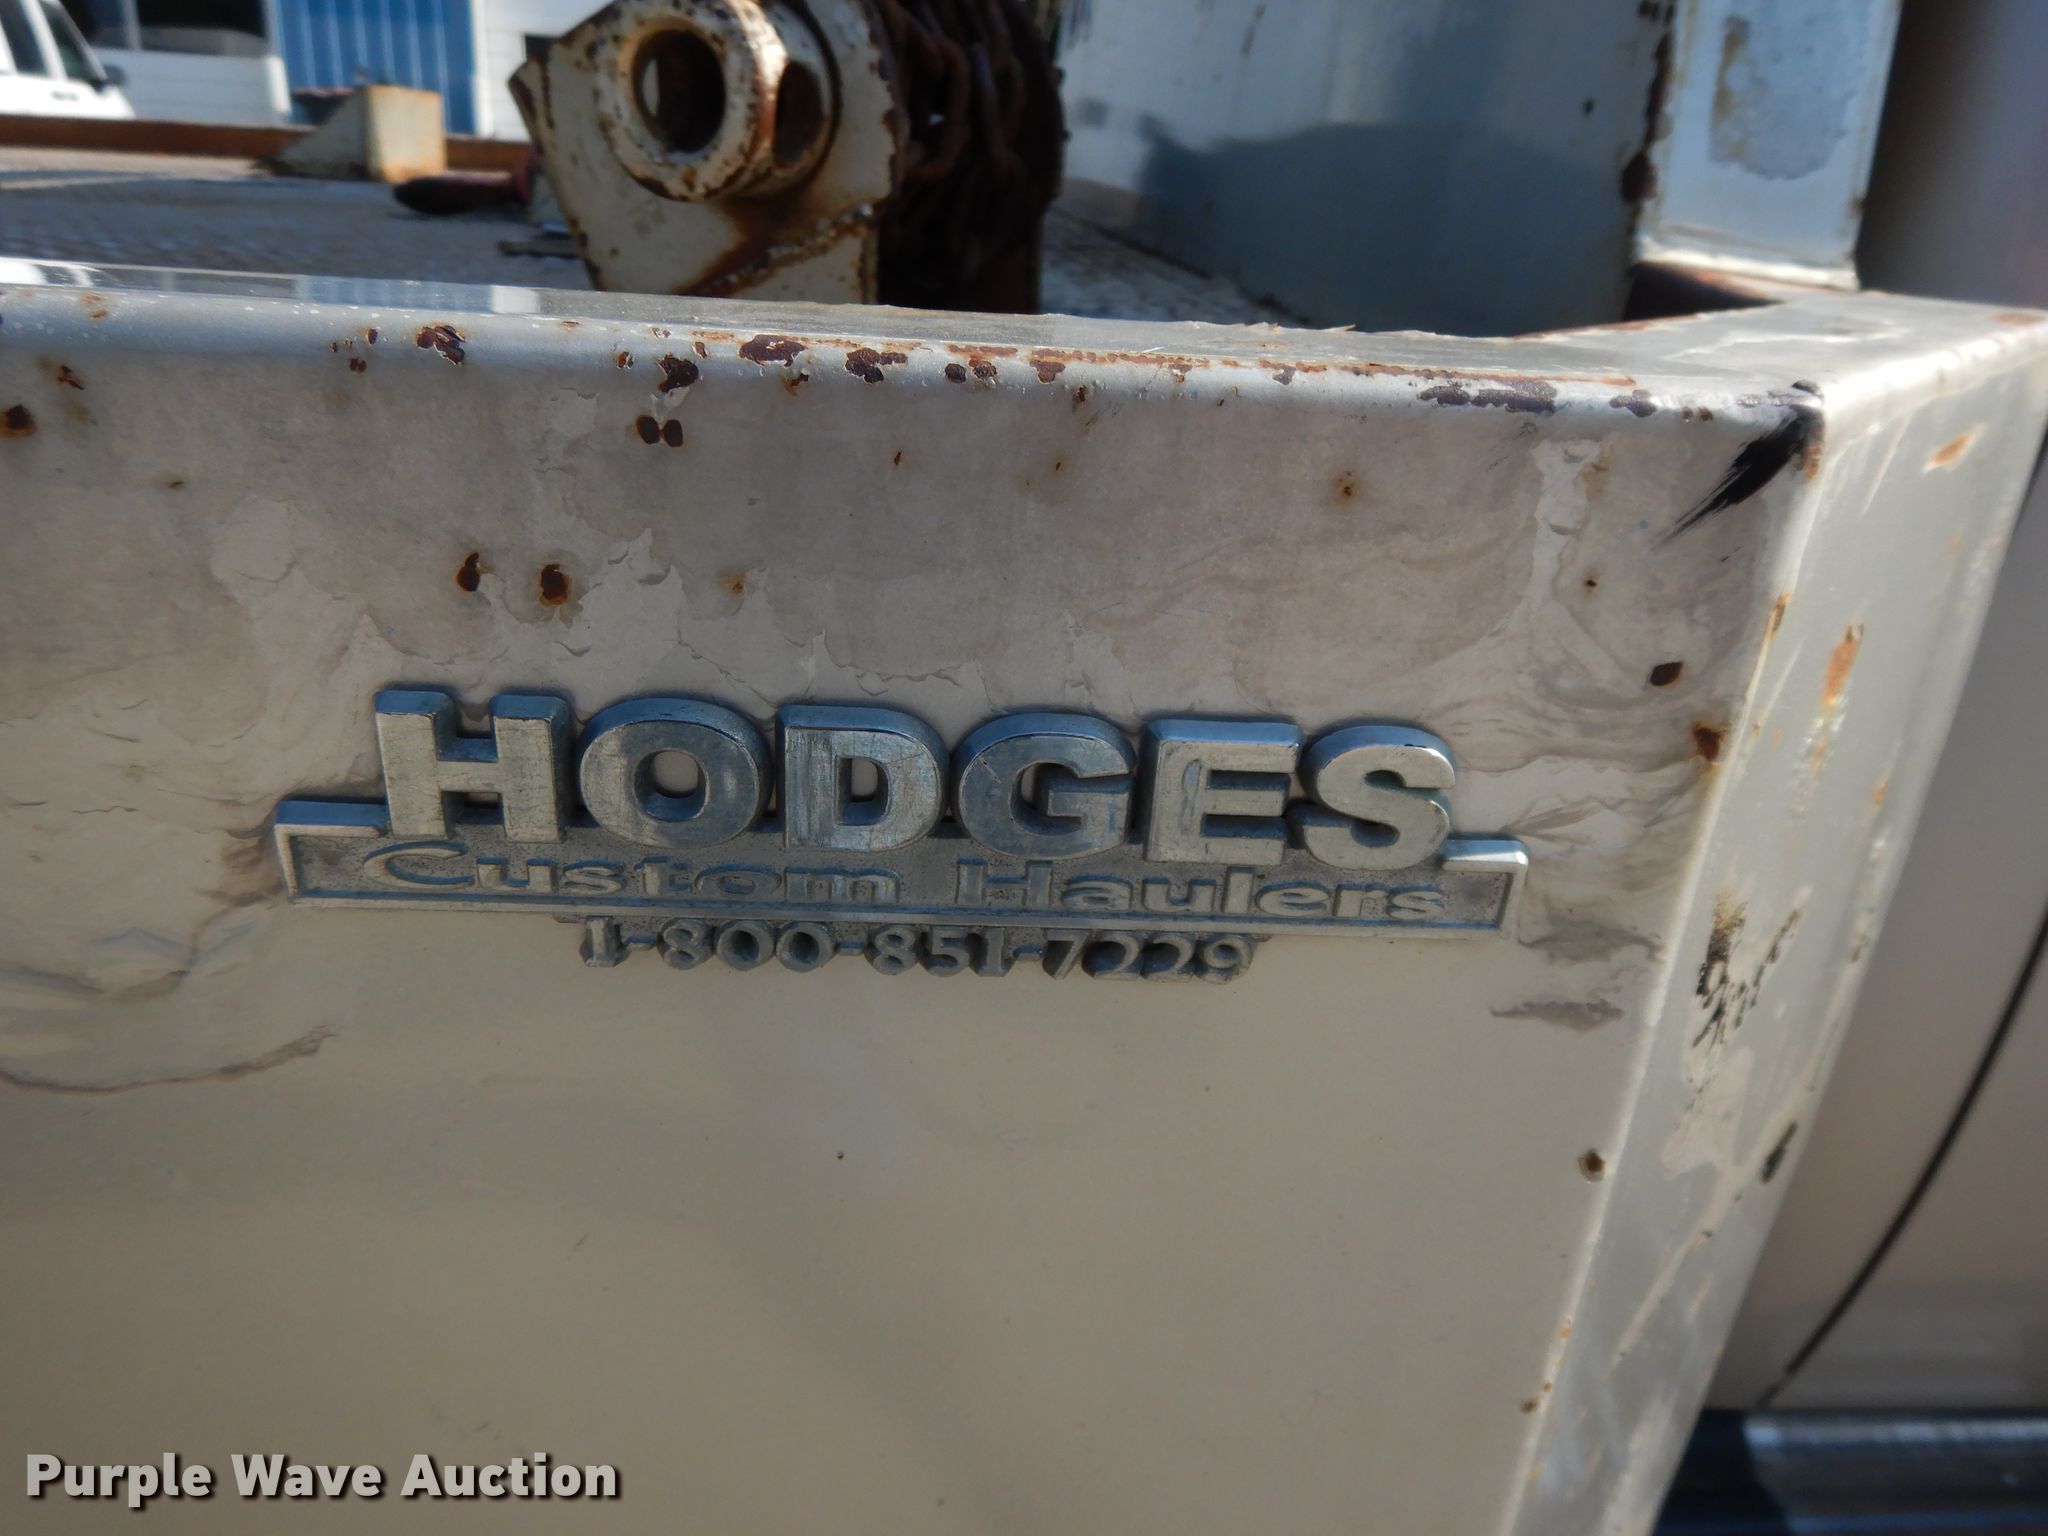 HODGES
Custom Haulers
1-800-851-7229
Purple Wave Auction